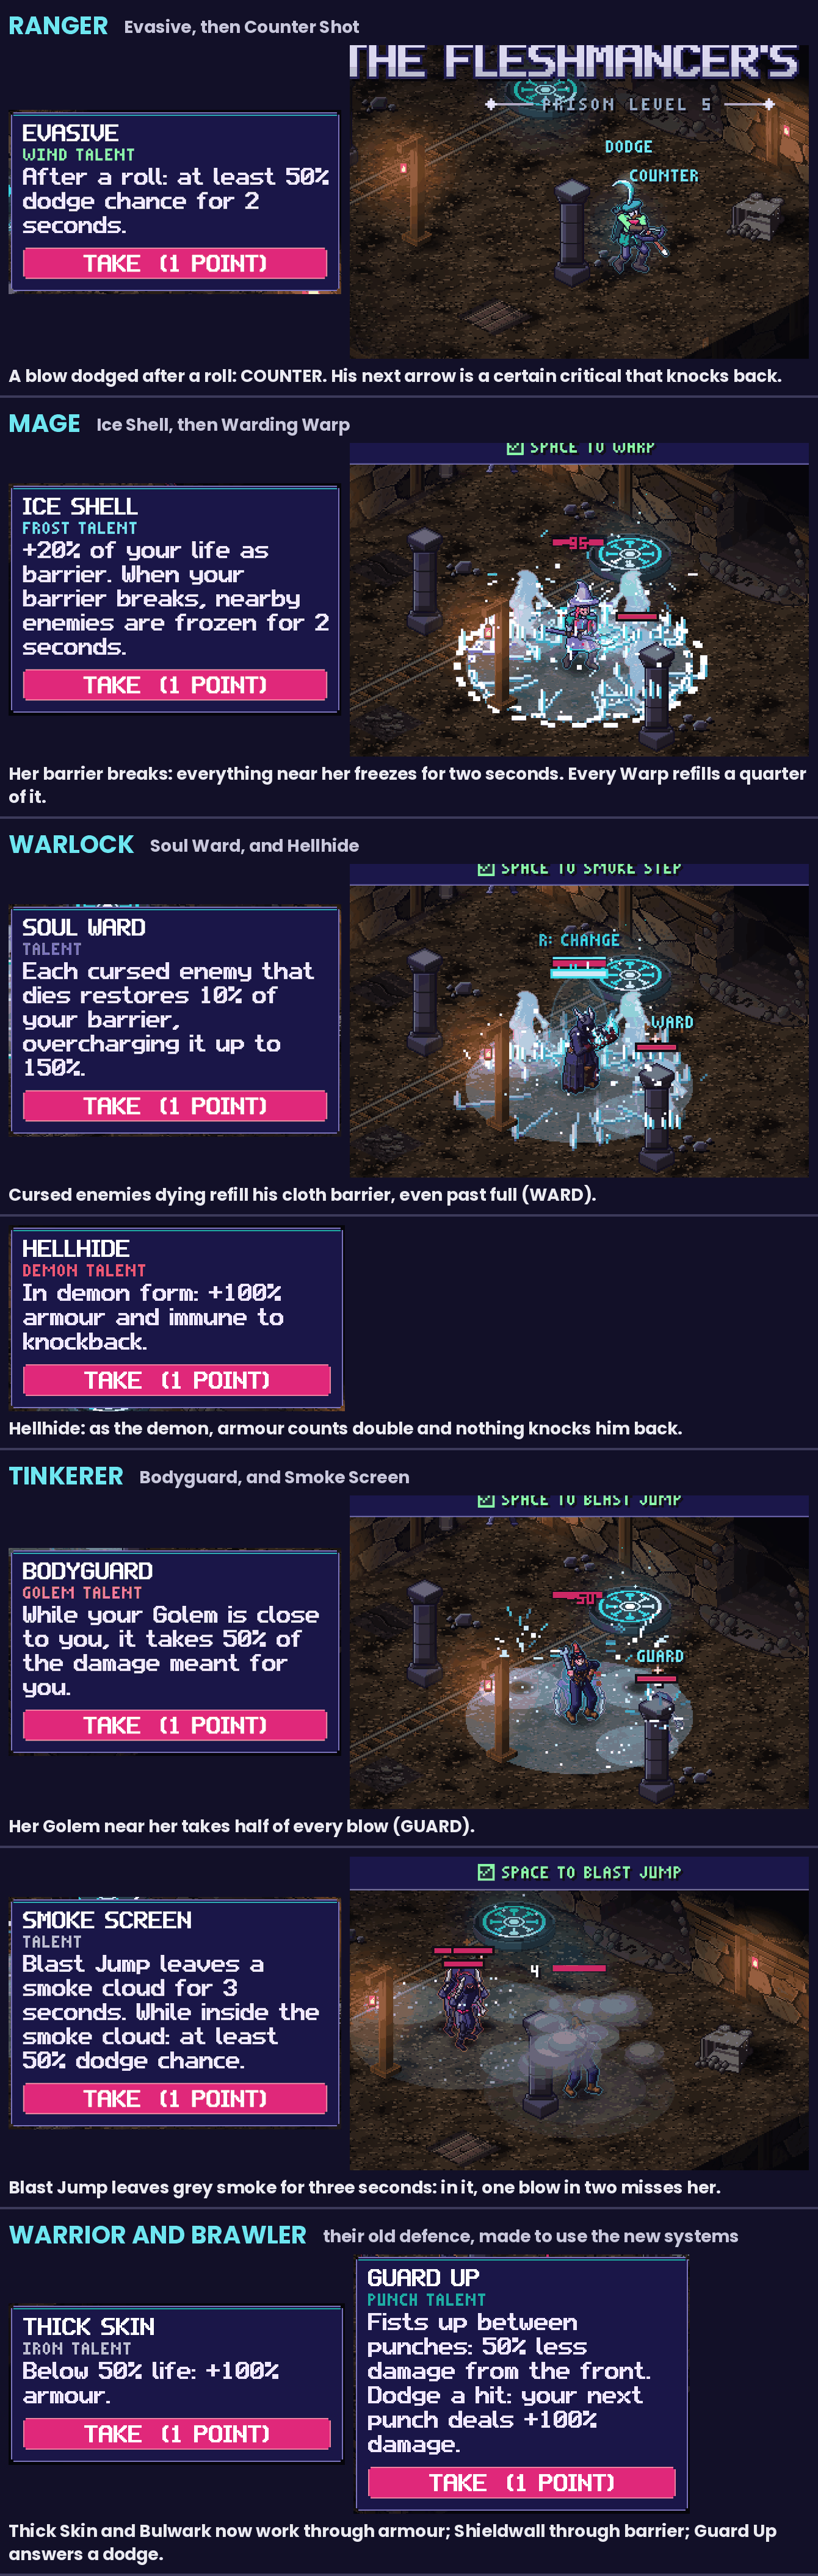 RANGER Evasive, then Counter Shot
THE FLESHMANCER'S
PRISON LEVEL 5
EVASIVE
WIND TALENT
After a roll: at least 50%
dodge chance for 2
seconds.
TAKE (1 POINT)
DODGE
COUNTER
A blow dodged after a roll: COUNTER. His next arrow is a certain critical that knocks back.
MAGE Ice Shell, then Warding Warp
SPACE TO WARP
ICE SHELL
FROST TALENT
+20% of your life as
barrier. When your
barrier breaks, nearby
enemies are frozen for 2
seconds.
TAKE (1 POINT)
95
Her barrier breaks: everything near her freezes for two seconds. Every Warp refills a quarter
of it.
WARLOCK Soul Ward, and Hellhide
SPACE TO SMOKE STEP
SOUL WARD
TALENT
Each cursed enemy that
dies restores 10% of
your barrier,
overcharging it up to
150%.
TAKE (1 POINT)
R: CHANGE
WARD
Cursed enemies dying refill his cloth barrier, even past full (WARD).
HELLHIDE
DEMON TALENT
In demon form: +100%
armour and immune to
knockback.
TAKE (1 POINT)
Hellhide: as the demon, armour counts double and nothing knocks him back.
TINKERER Bodyguard, and Smoke Screen
SPACE TO BLAST JUMP
BODYGUARD
GOLEM TALENT
While your Golem is close
to you, it takes 50% of
the damage meant for
you.
TAKE (1 POINT)
50
GUARD
Her Golem near her takes half of every blow (GUARD).
SPACE TO BLAST JUMP
SMOKE SCREEN
TALENT
Blast Jump leaves a
smoke cloud for 3
seconds. While inside the
smoke cloud: at least
50% dodge chance.
TAKE (1 POINT)
4
Blast Jump leaves grey smoke for three seconds: in it, one blow in two misses her.
WARRIOR AND BRAWLER their old defence, made to use the new systems
THICK SKIN
IRON TALENT
Below 50% life: +100%
armour.
TAKE (1 POINT)
GUARD UP
PUNCH TALENT
Fists up between
punches: 50% less
damage from the front.
Dodge a hit: your next
punch deals +100%
damage.
TAKE (1 POINT)
Thick Skin and Bulwark now work through armour; Shieldwall through barrier; Guard Up
answers a dodge.